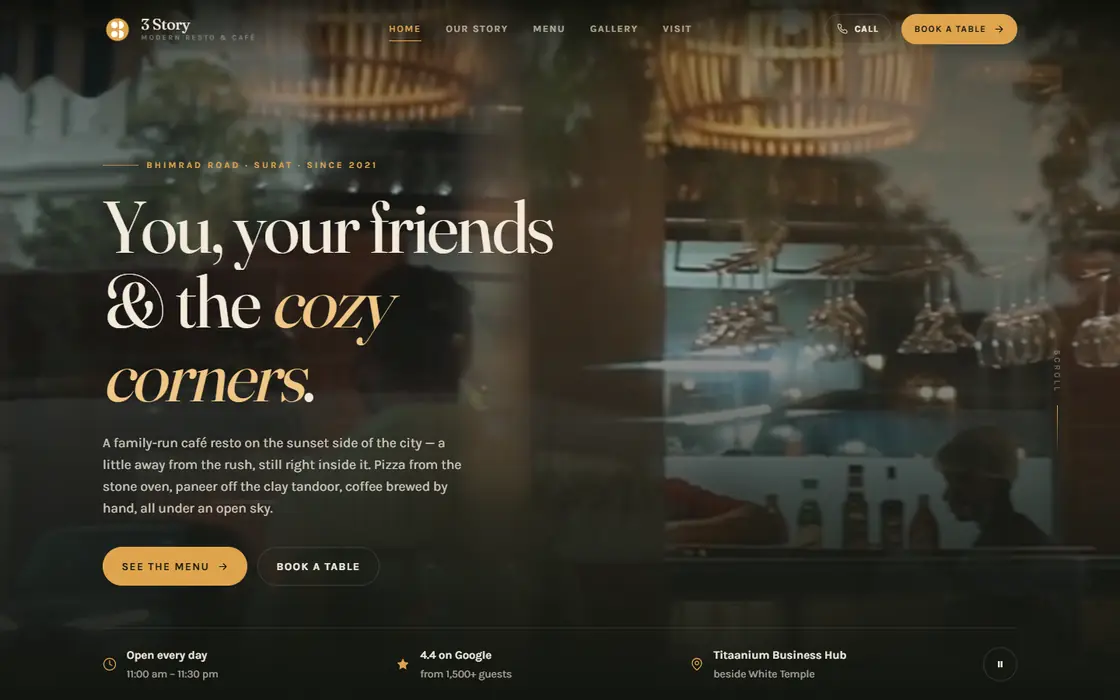 3 Story
MODERN RESTO & CAFÉ
HOME
OUR STORY
MENU
GALLERY
VISIT
CALL
BOOK A TABLE →
BHIMRAD ROAD · SURAT · SINCE 2021
You, your friends
& the cozy
corners.
A family-run café resto on the sunset side of the city — a
little away from the rush, still right inside it. Pizza from the
stone oven, paneer off the clay tandoor, coffee brewed by
hand, all under an open sky.
SEE THE MENU →
BOOK A TABLE
SCROLL
Open every day
11:00 am – 11:30 pm
4.4 on Google
from 1,500+ guests
Titaanium Business Hub
beside White Temple